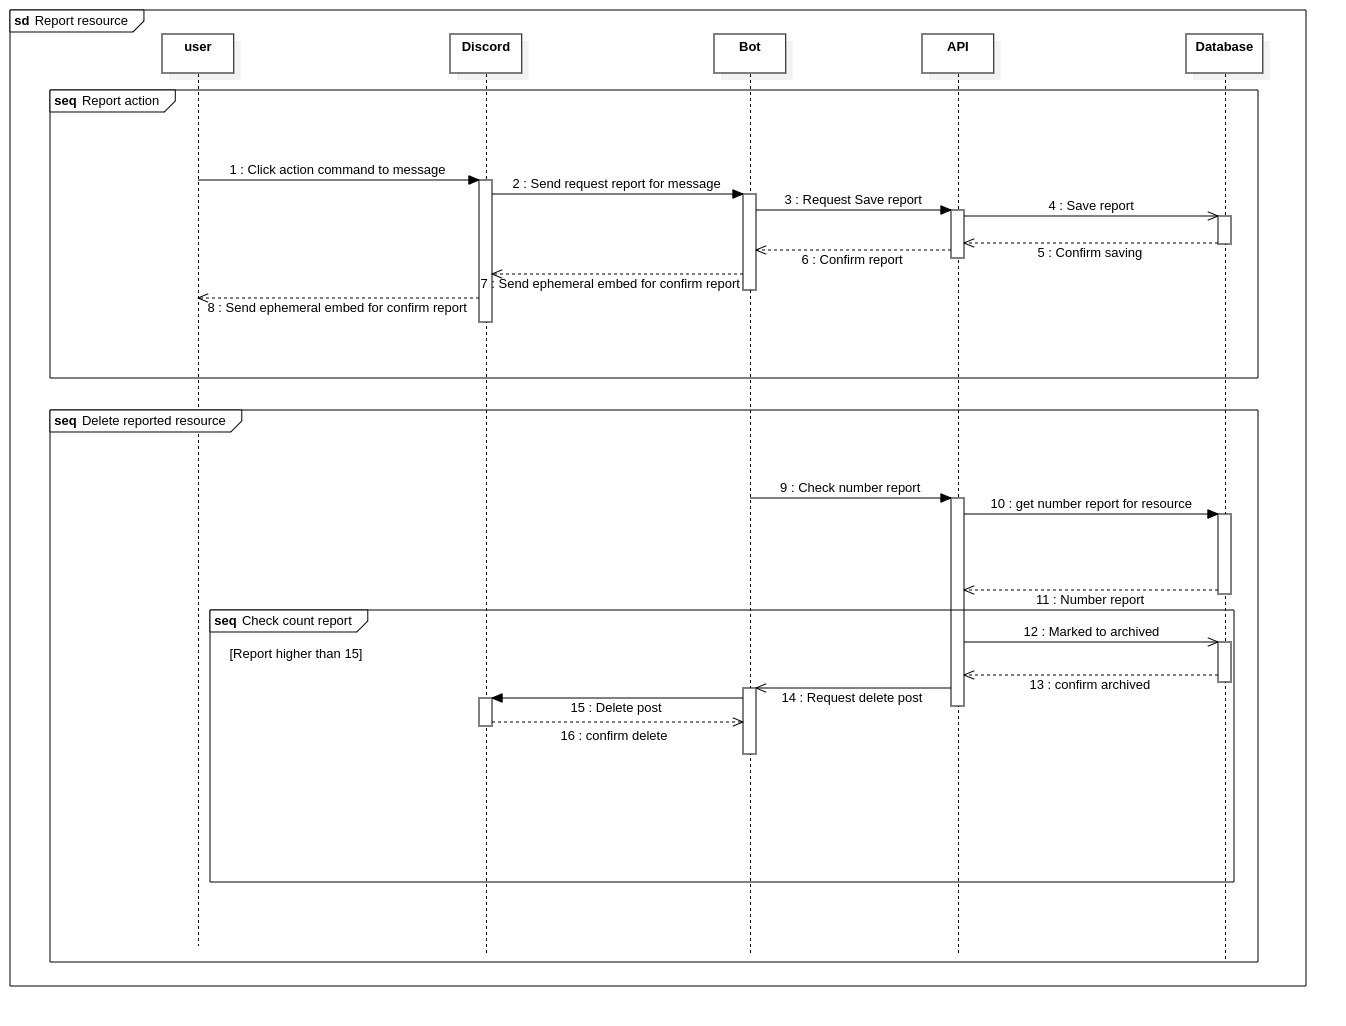 sd Report resource
user
Discord
Bot
API
Database
seq Report action
1 : Click action command to message
2 : Send request report for message
3 : Request Save report
4 : Save report
5 : Confirm saving
6 : Confirm report
7 : Send ephemeral embed for confirm report
8 : Send ephemeral embed for confirm report
seq Delete reported resource
9 : Check number report
10 : get number report for resource
11 : Number report
seq Check count report
12 : Marked to archived
[Report higher than 15]
13 : confirm archived
14 : Request delete post
15 : Delete post
16 : confirm delete